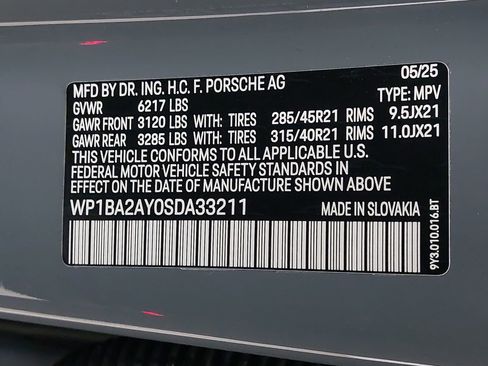 MFD BY DR. ING. H.C. F. PORSCHE AG 05/25
GVWR 6217 LBS TYPE: MPV
GAWR FRONT 3120 LBS WITH: TIRES 285/45R21 RIMS 9.5JX21
GAWR REAR 3285 LBS WITH: TIRES 315/40R21 RIMS 11.0JX21
THIS VEHICLE CONFORMS TO ALL APPLICABLE U.S.
FEDERAL MOTOR VEHICLE SAFETY STANDARDS IN
EFFECT ON THE DATE OF MANUFACTURE SHOWN ABOVE
WP1BA2AY0SDA33211 MADE IN SLOVAKIA
9Y3.010.016.BT